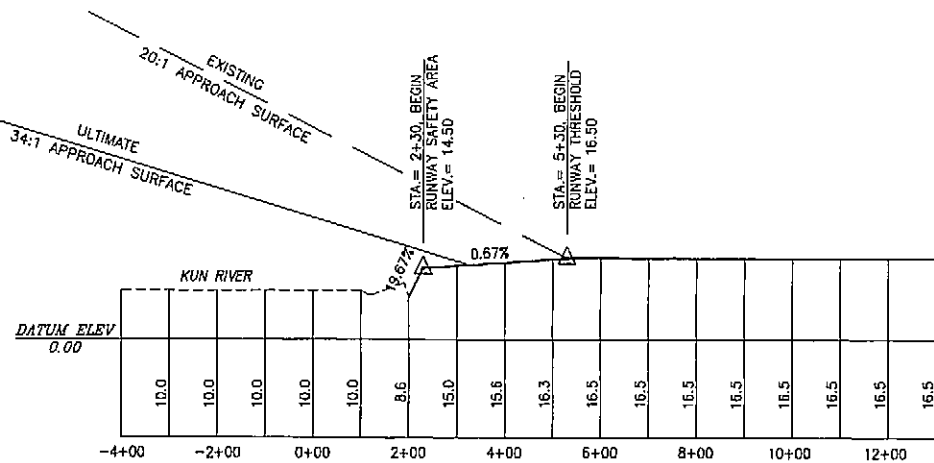 EXISTING
20:1 APPROACH SURFACE
ULTIMATE
34:1 APPROACH SURFACE
STA.= 2+30, BEGIN
RUNWAY SAFETY AREA
ELEV.= 14.50
STA.= 5+30, BEGIN
RUNWAY THRESHOLD
ELEV.= 16.50
19.67%
0.67%
KUN RIVER
DATUM ELEV
0.00
10.0 10.0 10.0 10.0 10.0 8.6 15.0 15.6 16.3 16.5 16.5 16.5 16.5 16.5 16.5 16.5 16.5
-4+00 -2+00 0+00 2+00 4+00 6+00 8+00 10+00 12+00